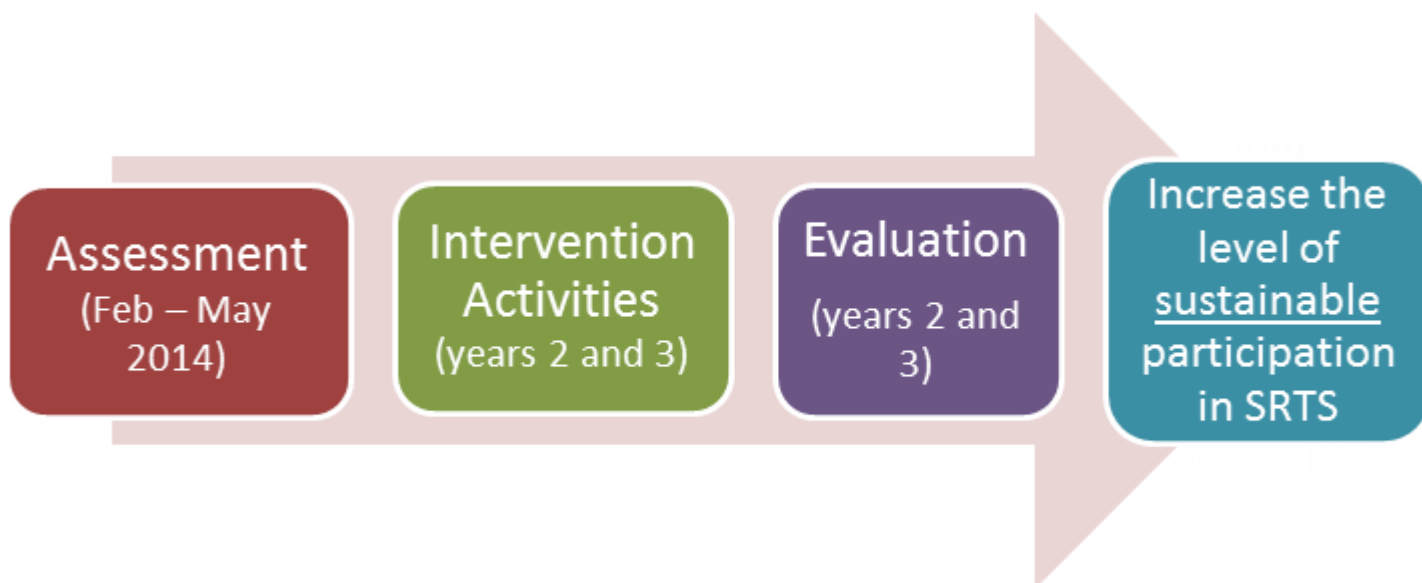 Assessment
(Feb – May
2014)
Intervention
Activities
(years 2 and 3)
Evaluation
(years 2 and
3)
Increase the
level of
sustainable
participation
in SRTS